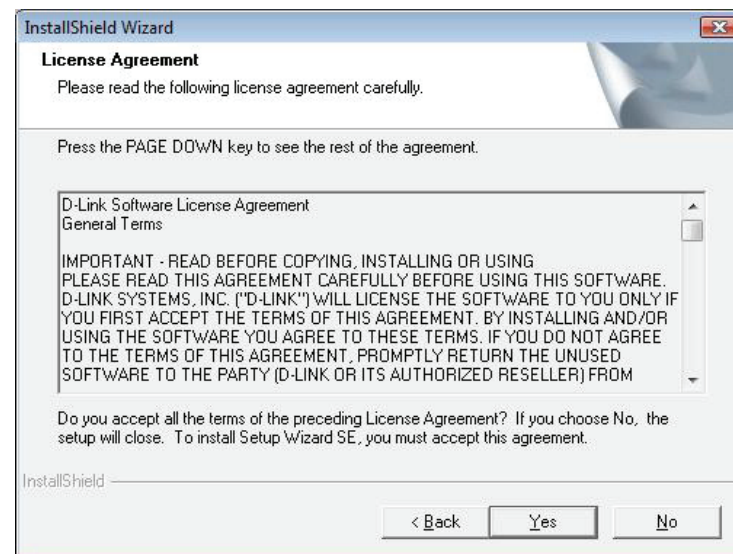 InstallShield Wizard
License Agreement
Please read the following license agreement carefully.
Press the PAGE DOWN key to see the rest of the agreement.
D-Link Software License Agreement
General Terms
IMPORTANT - READ BEFORE COPYING, INSTALLING OR USING
PLEASE READ THIS AGREEMENT CAREFULLY BEFORE USING THIS SOFTWARE.
D-LINK SYSTEMS, INC. ("D-LINK") WILL LICENSE THE SOFTWARE TO YOU ONLY IF
YOU FIRST ACCEPT THE TERMS OF THIS AGREEMENT. BY INSTALLING AND/OR
USING THE SOFTWARE YOU AGREE TO THESE TERMS. IF YOU DO NOT AGREE
TO THE TERMS OF THIS AGREEMENT, PROMPTLY RETURN THE UNUSED
SOFTWARE TO THE PARTY (D-LINK OR ITS AUTHORIZED RESELLER) FROM
Do you accept all the terms of the preceding License Agreement? If you choose No, the
setup will close. To install Setup Wizard SE, you must accept this agreement.
InstallShield
< Back Yes No